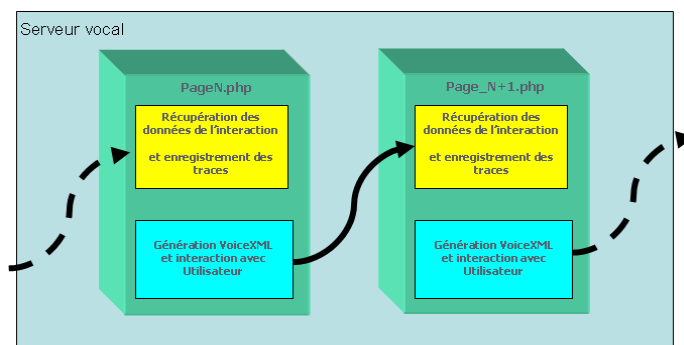 Serveur vocal
PageN.php
Page_N+1.php
Récupération des
données de l'interaction
et enregistrement des
traces
Récupération des
données de l'interaction
et enregistrement des
traces
Génération VoiceXML
et interaction avec
Utilisateur
Génération VoiceXML
et interaction avec
Utilisateur